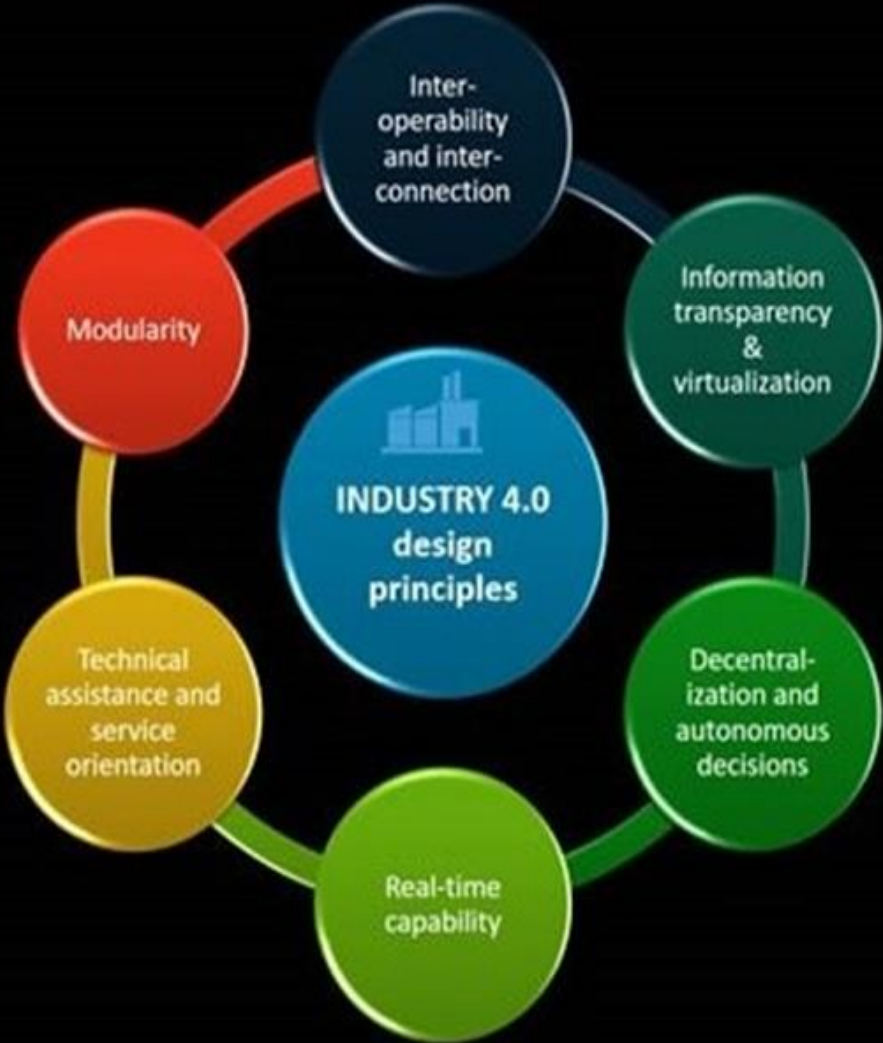 Inter-
operability
and inter-
connection
Information
transparency
&
virtualization
Decentral-
ization and
autonomous
decisions
Real-time
capability
Technical
assistance and
service
orientation
Modularity
INDUSTRY 4.0
design
principles